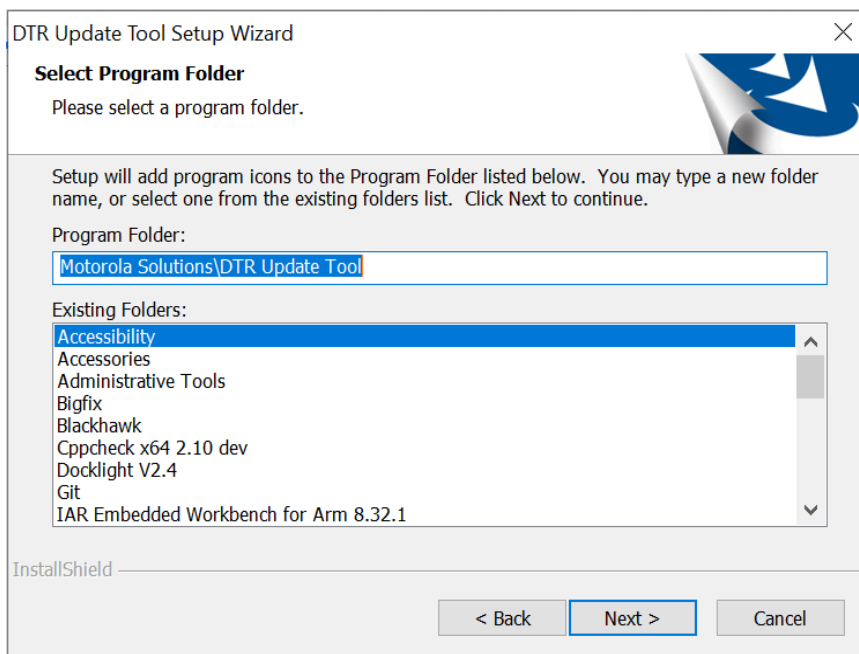 DTR Update Tool Setup Wizard
Select Program Folder
Please select a program folder.
Setup will add program icons to the Program Folder listed below.  You may type a new folder
name, or select one from the existing folders list.  Click Next to continue.
Program Folder:
Motorola Solutions\DTR Update Tool
Existing Folders:
Accessibility
Accessories
Administrative Tools
Bigfix
Blackhawk
Cppcheck x64 2.10 dev
Docklight V2.4
Git
IAR Embedded Workbench for Arm 8.32.1
InstallShield
< Back
Next >
Cancel